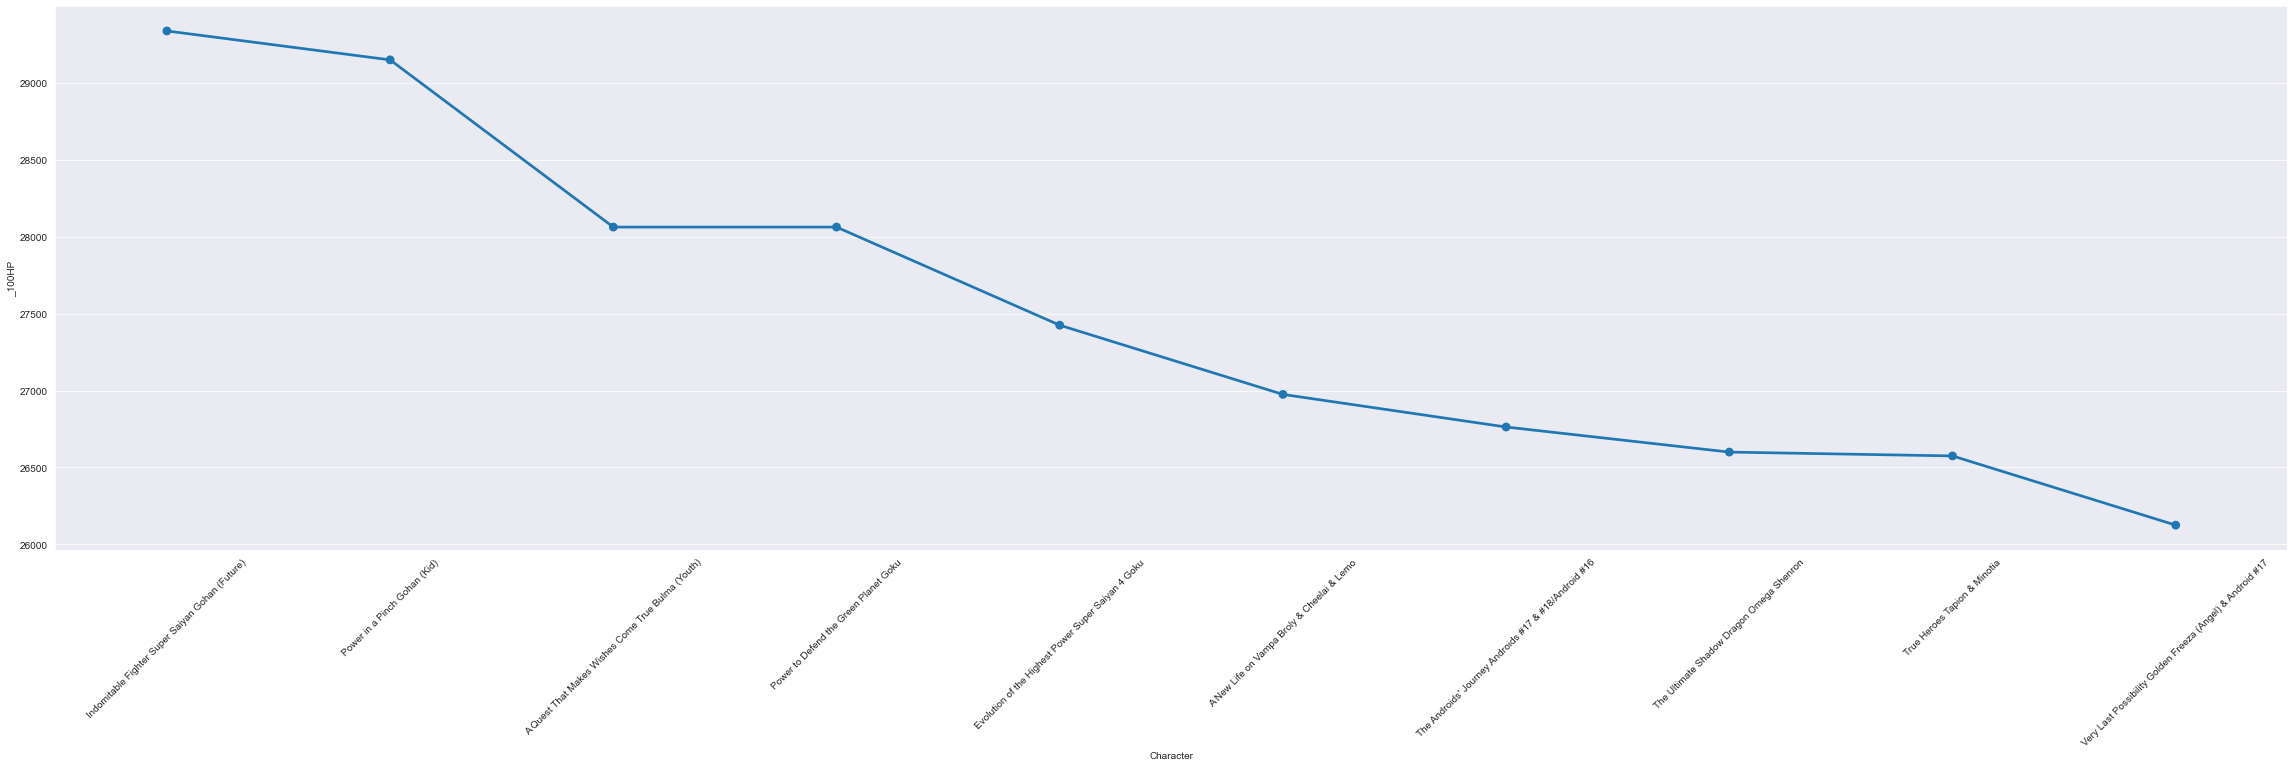 29000
28500
28000
27500
27000
26500
26000
_100HP
Indomitable Fighter Super Saiyan Gohan (Future)
Power in a Pinch Gohan (Kid)
A Quest That Makes Wishes Come True Bulma (Youth)
Power to Defend the Green Planet Goku
Evolution of the Highest Power Super Saiyan 4 Goku
A New Life on Vampa Broly & Cheelai & Lemo
The Androids' Journey Androids #17 & #18/Android #16
The Ultimate Shadow Dragon Omega Shenron
True Heroes Tapion & Minotia
Very Last Possibility Golden Freeza (Angel) & Android #17
Character